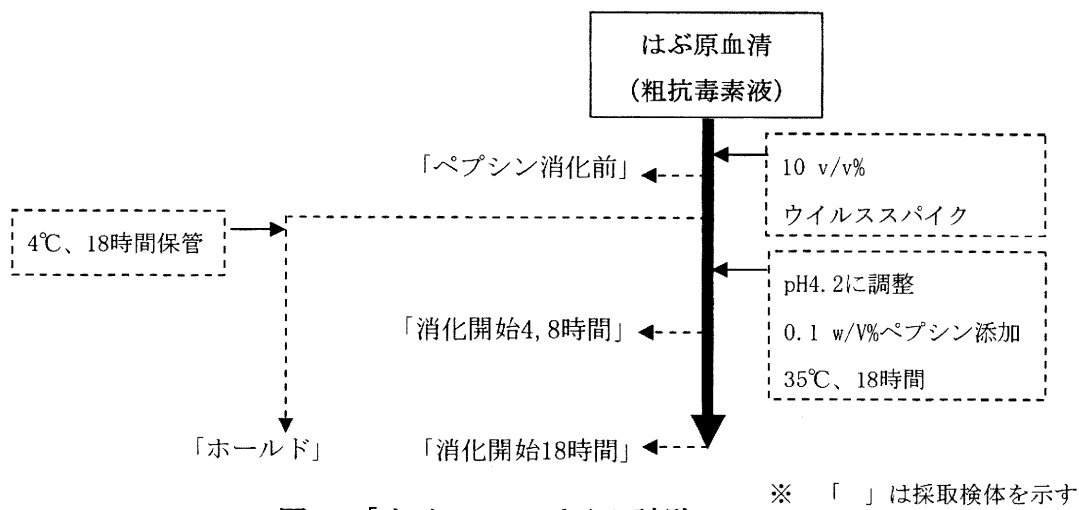 はぶ原血清
(粗抗毒素液)
「ペプシン消化前」
10 v/v%
ウイルススパイク
4℃、18時間保管
pH4.2に調整
0.1 w/V%ペプシン添加
35℃、18時間
「消化開始4,8時間」
「ホールド」
「消化開始18時間」
※ 「 」は採取検体を示す